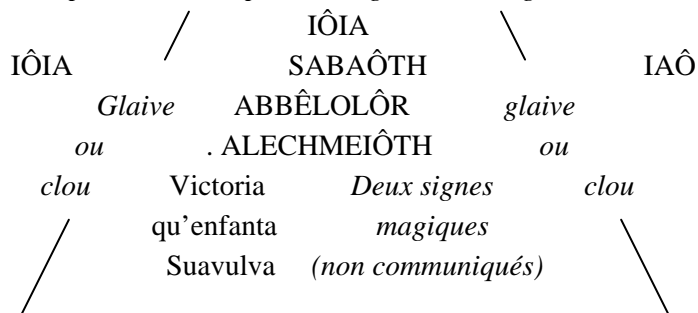 IÔIA
IÔIA SABAÔTH IAÔ
Glaive ABBÊLOLÔR glaive
ou . ALECHMEIÔTH ou
clou Victoria Deux signes clou
qu’enfanta magiques
Suavulva (non communiqués)